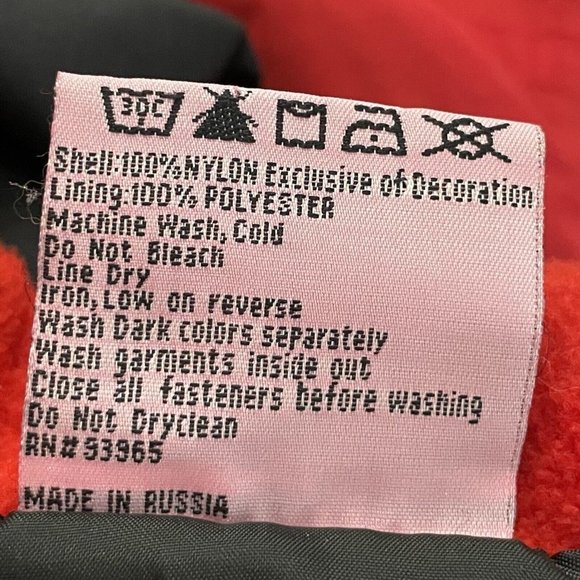 30C
Shell:100%NYLON Exclusive of Decoration
Lining:100% POLYESTER
Machine Wash, Cold
Do Not Bleach
Line Dry
Iron, Low on reverse
Wash Dark colors separately
Wash garments inside out
Close all fasteners before washing
Do Not Dryclean
RN#93965
MADE IN RUSSIA